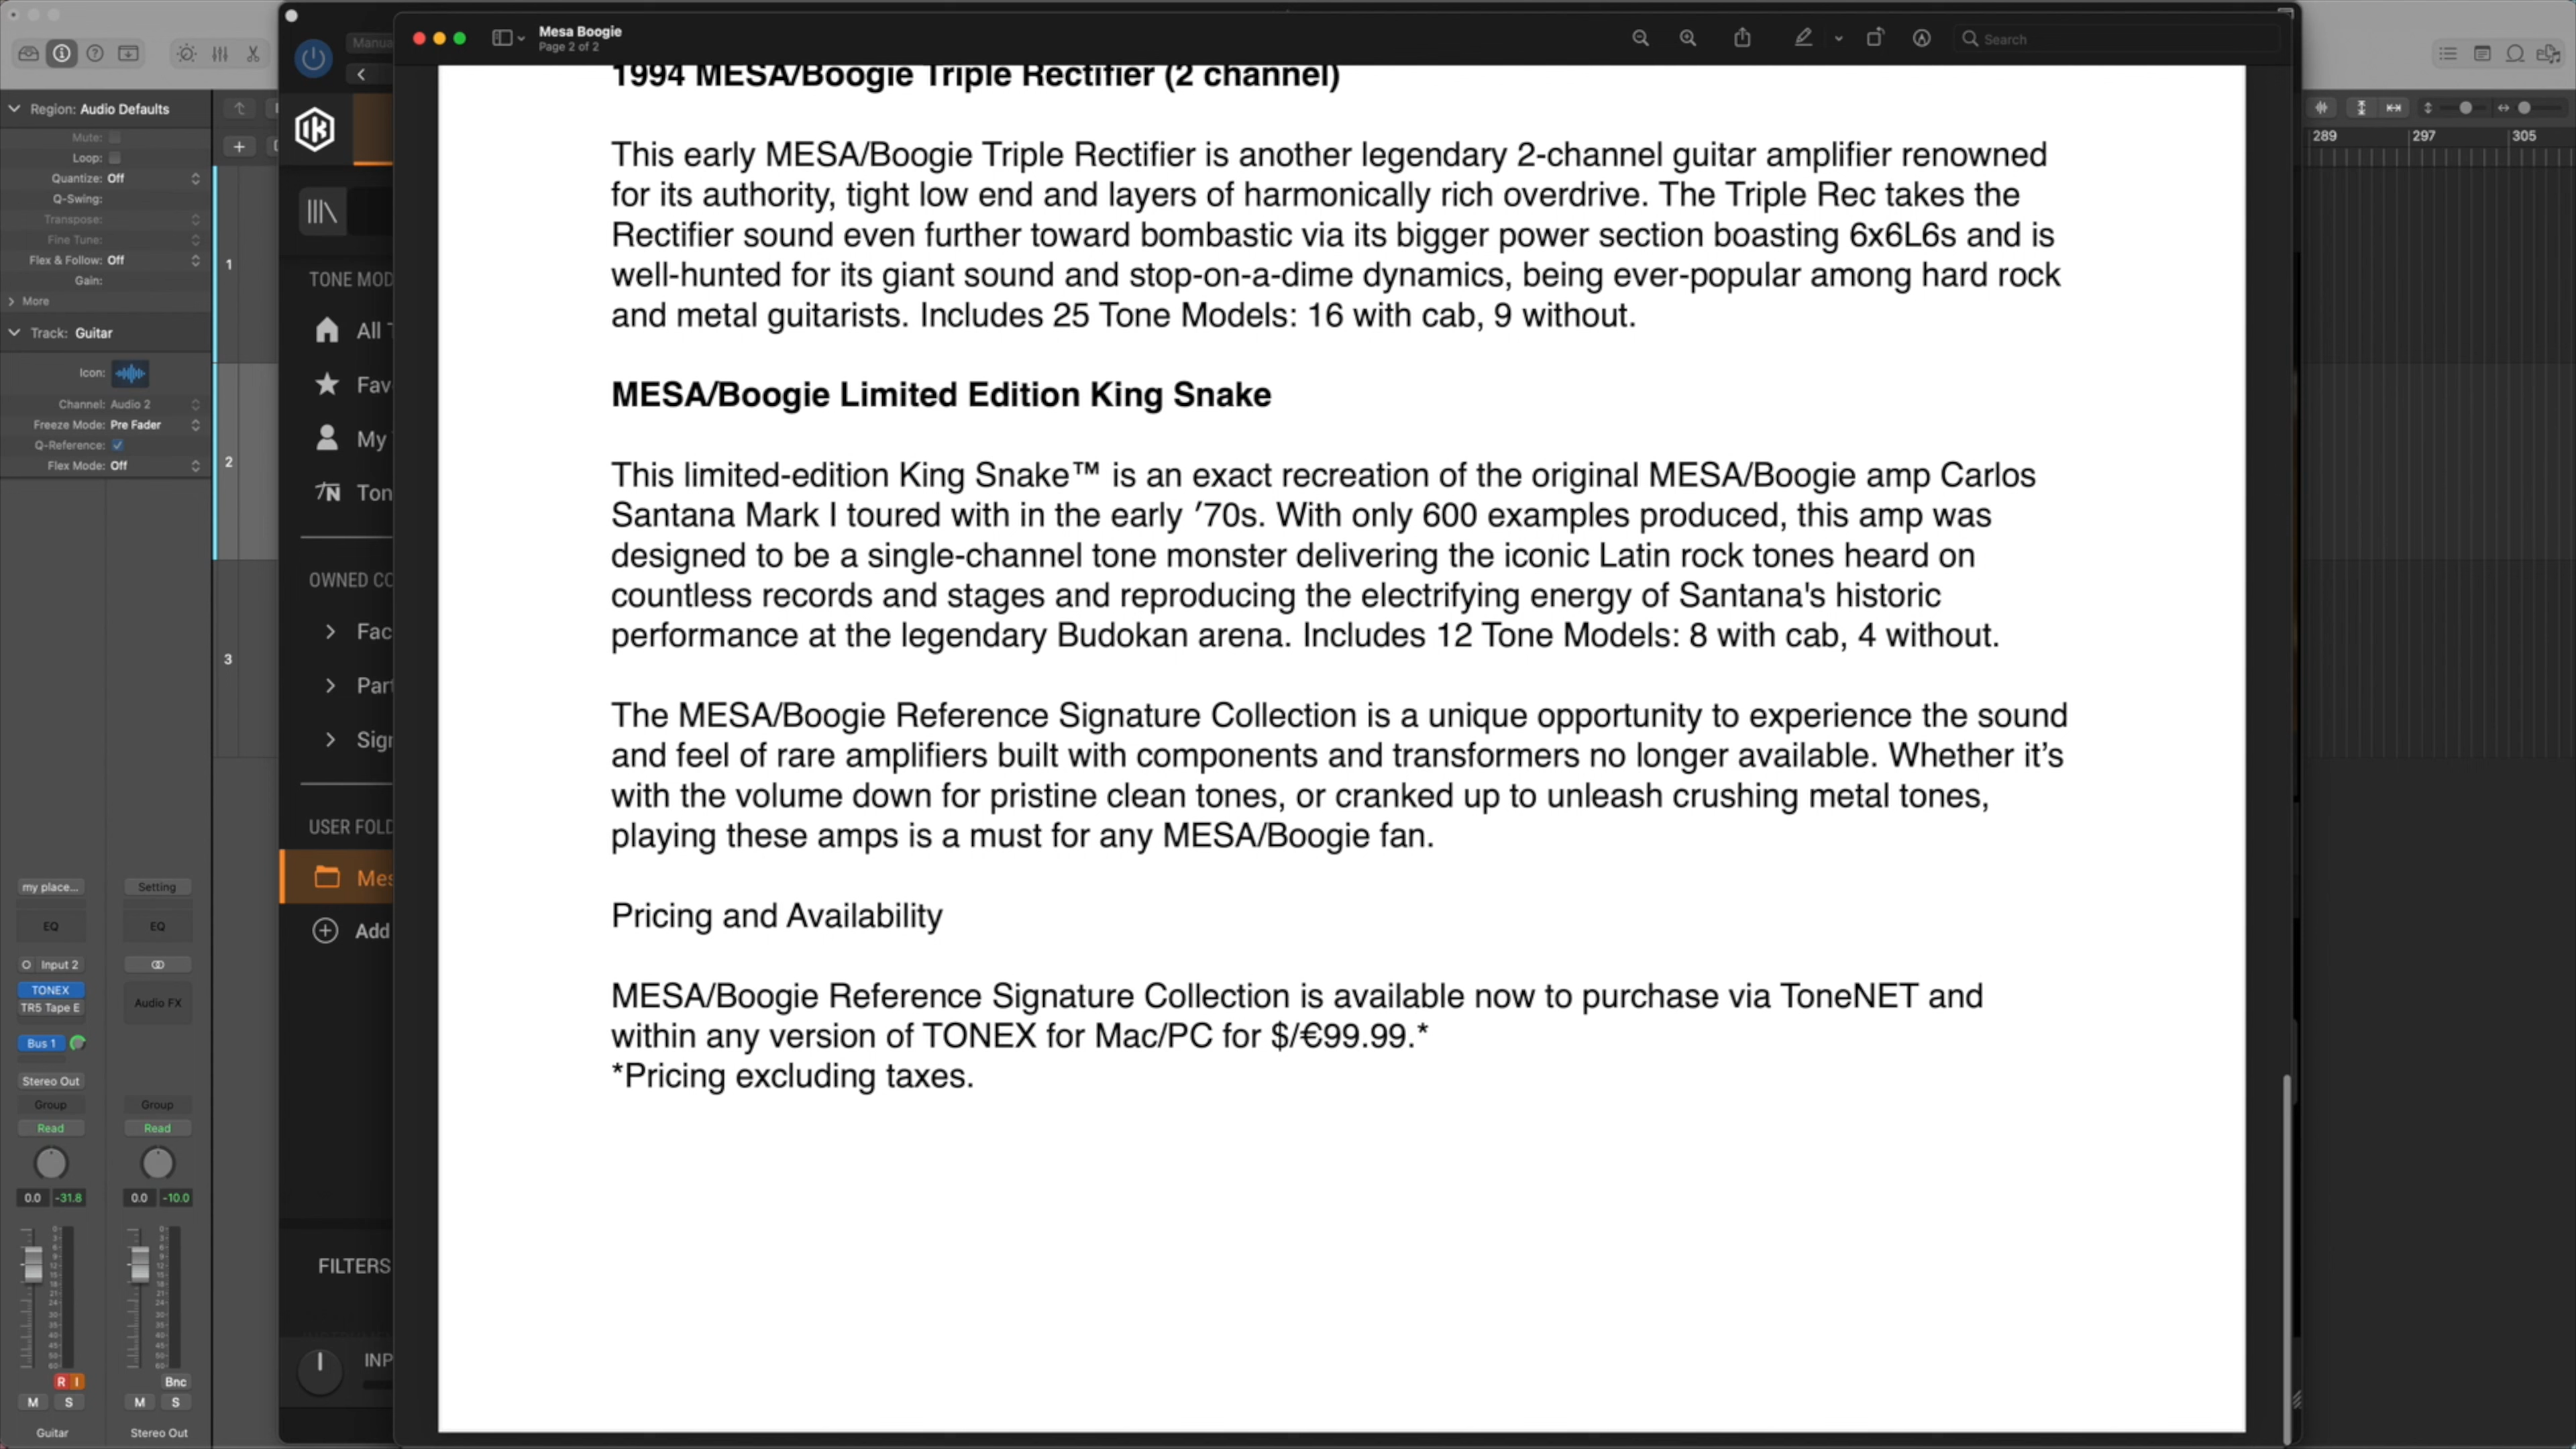 Mesa Boogie
Page 2 of 2
Search
Manua
Region: Audio Defaults
Mute:
Loop:
Quantize: Off
Q-Swing:
Transpose:
Fine Tune:
Flex & Follow: Off
Gain:
More
Track: Guitar
Icon:
Channel: Audio 2
Freeze Mode: Pre Fader
Q-Reference:
Flex Mode: Off
1
2
3
289 297 305
TONE MOD
All T
Fav
My
Ton
OWNED CO
Fac
Part
Sign
USER FOLD
Mes
Add
FILTERS
INP
1994 MESA/Boogie Triple Rectifier (2 channel)
This early MESA/Boogie Triple Rectifier is another legendary 2-channel guitar amplifier renowned
for its authority, tight low end and layers of harmonically rich overdrive. The Triple Rec takes the
Rectifier sound even further toward bombastic via its bigger power section boasting 6x6L6s and is
well-hunted for its giant sound and stop-on-a-dime dynamics, being ever-popular among hard rock
and metal guitarists. Includes 25 Tone Models: 16 with cab, 9 without.
MESA/Boogie Limited Edition King Snake
This limited-edition King Snake™ is an exact recreation of the original MESA/Boogie amp Carlos
Santana Mark I toured with in the early ’70s. With only 600 examples produced, this amp was
designed to be a single-channel tone monster delivering the iconic Latin rock tones heard on
countless records and stages and reproducing the electrifying energy of Santana's historic
performance at the legendary Budokan arena. Includes 12 Tone Models: 8 with cab, 4 without.
The MESA/Boogie Reference Signature Collection is a unique opportunity to experience the sound
and feel of rare amplifiers built with components and transformers no longer available. Whether it’s
with the volume down for pristine clean tones, or cranked up to unleash crushing metal tones,
playing these amps is a must for any MESA/Boogie fan.
Pricing and Availability
MESA/Boogie Reference Signature Collection is available now to purchase via ToneNET and
within any version of TONEX for Mac/PC for $/€99.99.*
*Pricing excluding taxes.
my place... Setting
EQ EQ
Input 2
TONEX
TR5 Tape E
Audio FX
Bus 1
Stereo Out
Group Group
Read Read
0.0 -31.8 0.0 -10.0
R I Bnc
M S M S
Guitar Stereo Out